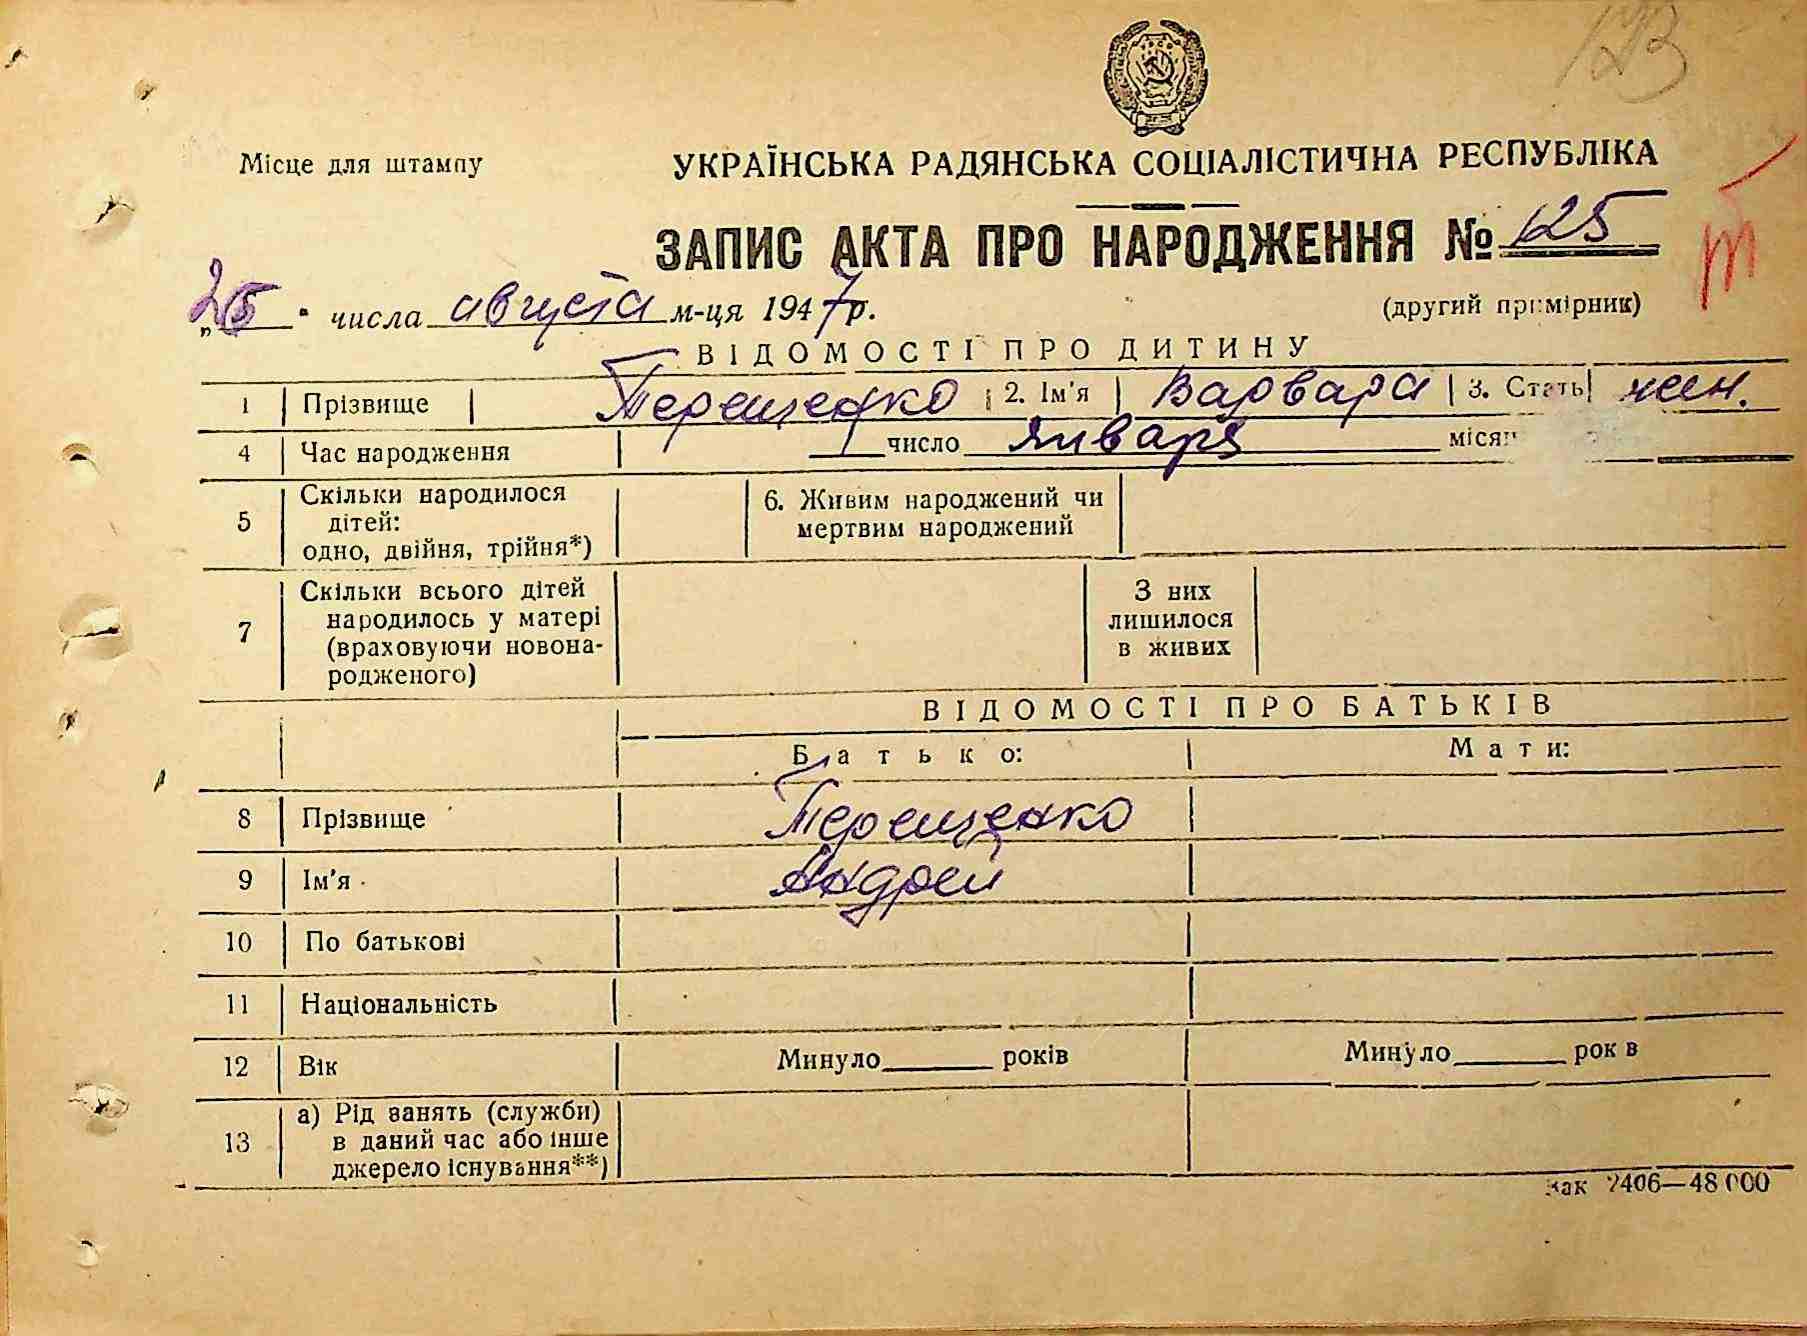 123
Місце для штампу
УКРАЇНСЬКА РАДЯНСЬКА СОЦІАЛІСТИЧНА РЕСПУБЛІКА
ЗАПИС АКТА ПРО НАРОДЖЕННЯ № 125
т
„25" числа августа м-ця 1947р.
(другий примірник)
ВІДОМОСТІ ПРО ДИТИНУ
1 Прізвище Терещенко 2. Ім'я Варвара 3. Стать жен.
4 Час народження 1 число января місяц
5 Скільки народилося дітей: одно, двійня, трійня*)
6. Живим народжений чи мертвим народжений
7 Скільки всього дітей народилось у матері (враховуючи новонародженого)
З них лишилося в живих
ВІДОМОСТІ ПРО БАТЬКІВ
Батько: Мати:
8 Прізвище Терещенко
9 Ім'я Андрей
10 По батькові
11 Національність
12 Вік Минуло років Минуло рок в
13 а) Рід занять (служби) в даний час або інше джерело існування**)
Зак 2406—48 000